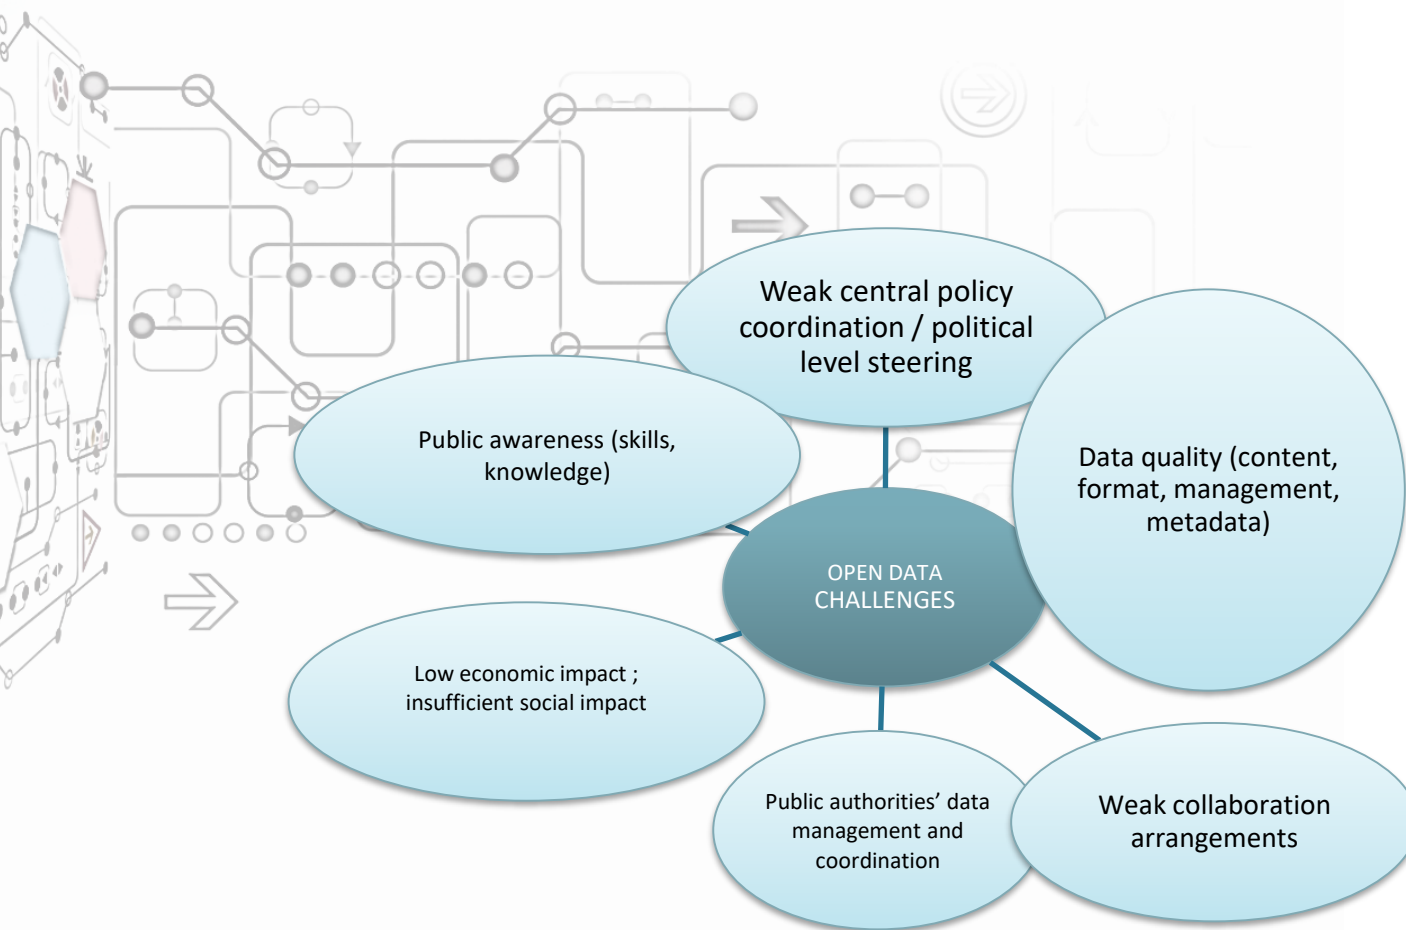 Weak central policy
coordination / political
level steering
Public awareness (skills,
knowledge)
Data quality (content,
format, management,
metadata)
OPEN DATA
CHALLENGES
Low economic impact ;
insufficient social impact
Public authorities’ data
management and
coordination
Weak collaboration
arrangements